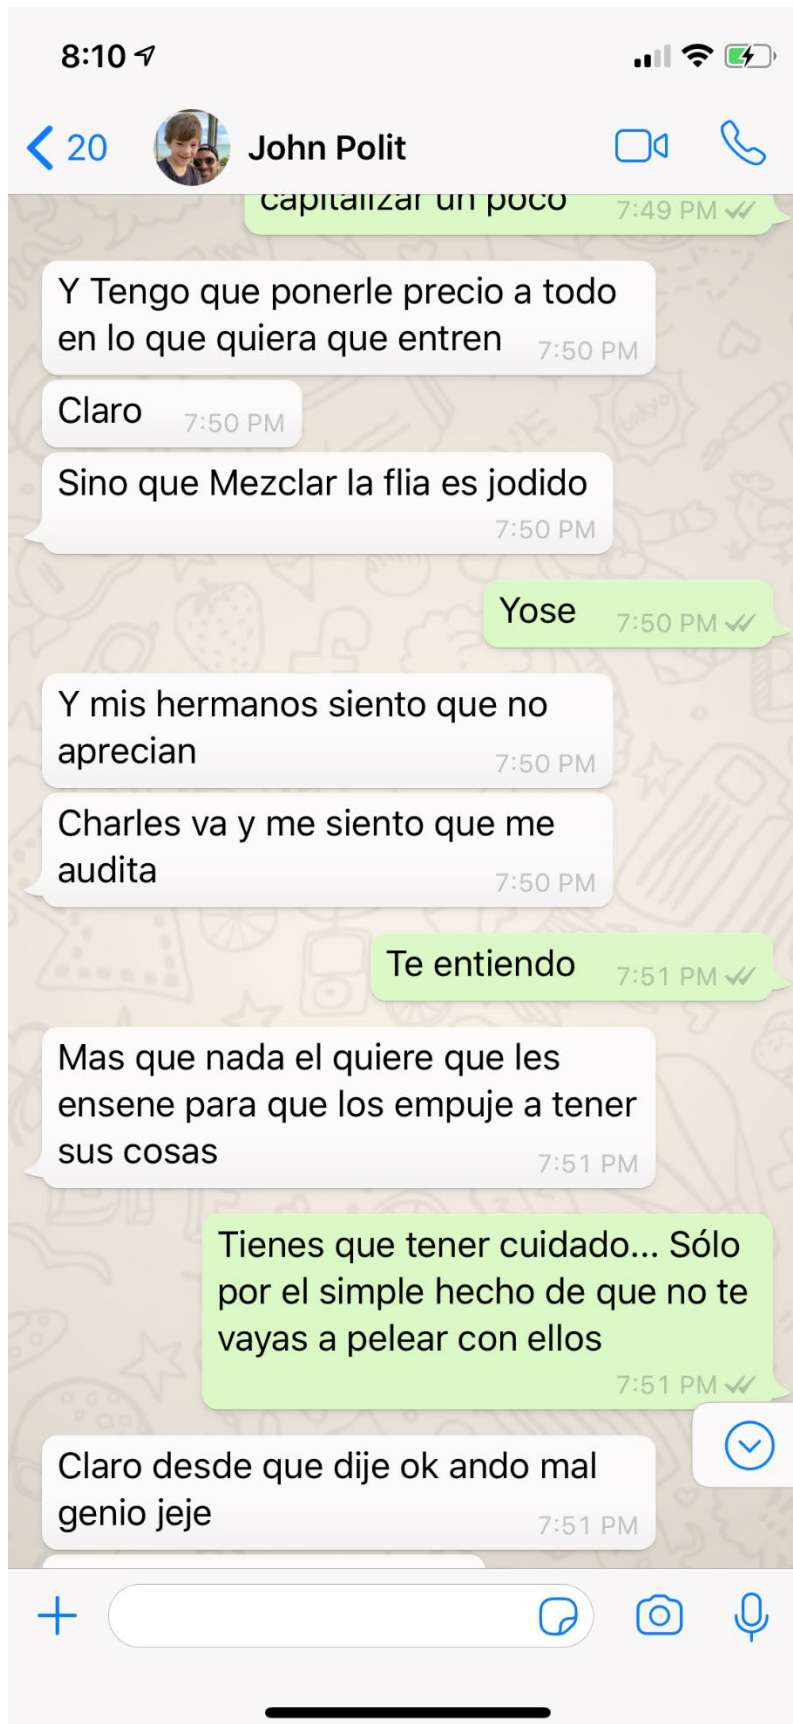 8:10
20
John Polit
capitalizar un poco
7:49 PM
Y Tengo que ponerle precio a todo
en lo que quiera que entren
7:50 PM
Claro
7:50 PM
Sino que Mezclar la flia es jodido
7:50 PM
Yose
7:50 PM
Y mis hermanos siento que no
aprecian
7:50 PM
Charles va y me siento que me
audita
7:50 PM
Te entiendo
7:51 PM
Mas que nada el quiere que les
ensene para que los empuje a tener
sus cosas
7:51 PM
Tienes que tener cuidado... Sólo
por el simple hecho de que no te
vayas a pelear con ellos
7:51 PM
Claro desde que dije ok ando mal
genio jeje
7:51 PM